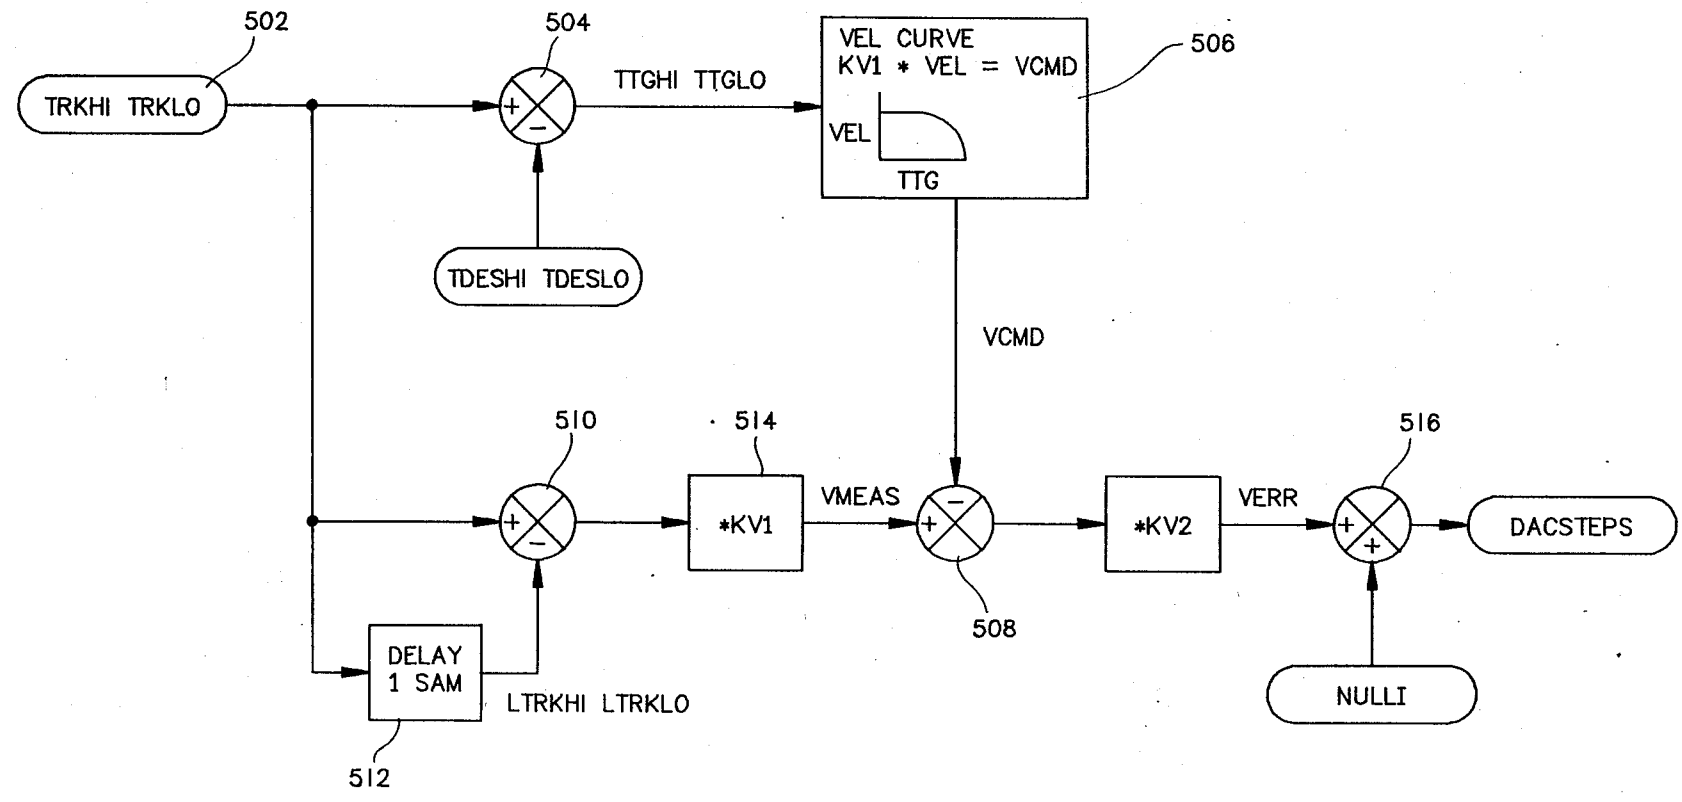 502
504
506
TRKHI TRKLO
+
−
TTGHI TTGLO
VEL CURVE
KV1 * VEL = VCMD
VEL
TTG
TDESHI TDESLO
VCMD
510
514
516
+
−
*KV1
VMEAS
−
+
*KV2
VERR
+
+
DACSTEPS
508
DELAY
1 SAM
LTRKHI LTRKLO
NULLI
512